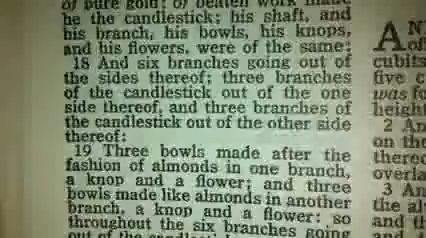 of pure gold; of beaten work made
he the candlestick; his shaft, and
his branch, his bowls, his knops,
and his flowers, were of the same:
18 And six branches going out of
the sides thereof; three branches
of the candlestick out of the one
side thereof, and three branches of
the candlestick out of the other side
thereof:
19 Three bowls made after the
fashion of almonds in one branch,
a knop and a flower; and three
bowls made like almonds in another
branch, a knop and a flower: so
throughout the six branches going
out of the
AN
of
cubits
five c
was fo
height
2 An
on the
thereo
overla
3 An
the al
and th